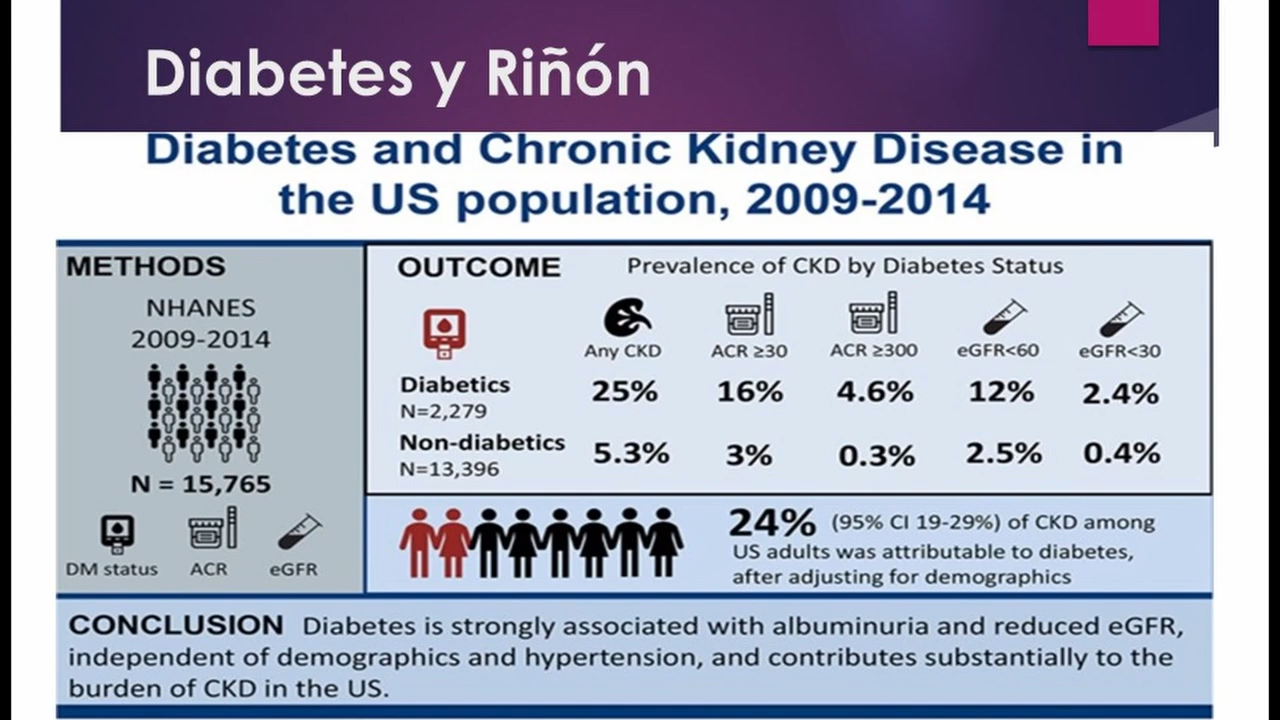 Diabetes y Riñón
Diabetes and Chronic Kidney Disease in
the US population, 2009-2014
METHODS
NHANES
2009-2014
N = 15,765
DM status ACR eGFR
OUTCOME Prevalence of CKD by Diabetes Status
Any CKD ACR ≥30 ACR ≥300 eGFR<60 eGFR<30
Diabetics 25% 16% 4.6% 12% 2.4%
N=2,279
Non-diabetics 5.3% 3% 0.3% 2.5% 0.4%
N=13,396
24% (95% CI 19-29%) of CKD among
US adults was attributable to diabetes,
after adjusting for demographics
CONCLUSION Diabetes is strongly associated with albuminuria and reduced eGFR,
independent of demographics and hypertension, and contributes substantially to the
burden of CKD in the US.